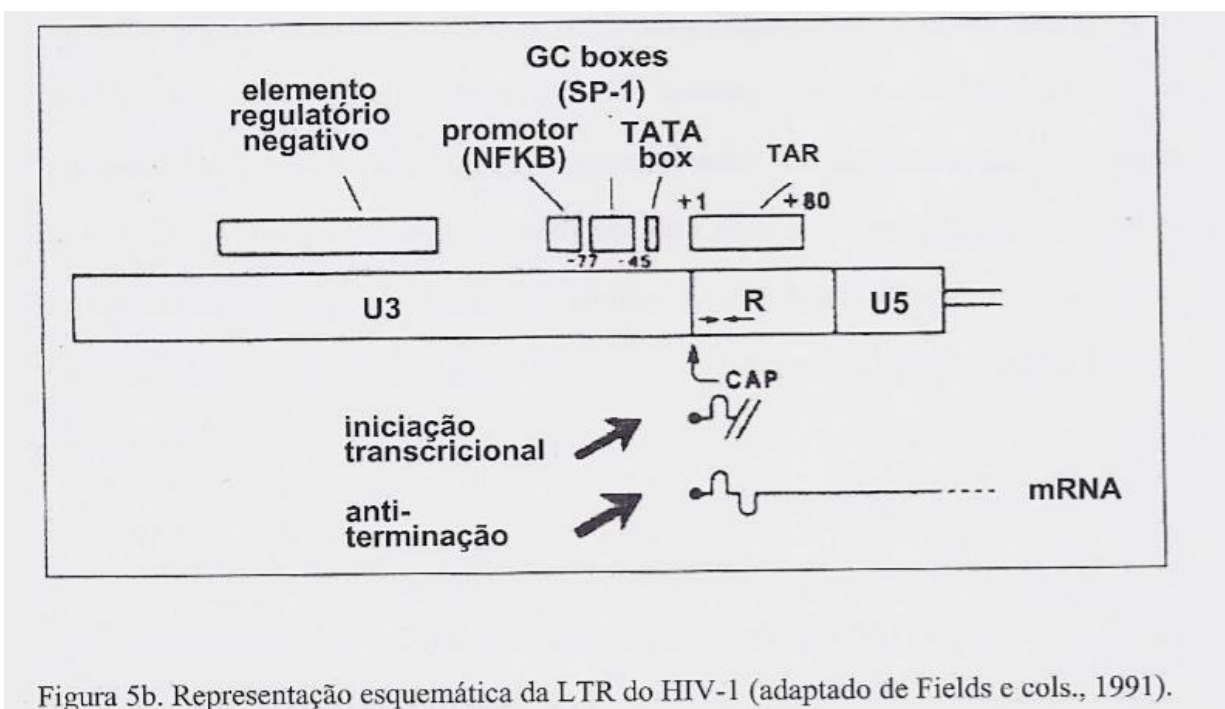 GC boxes
(SP-1)
elemento
regulatório
negativo
promotor
(NFKB)
TATA
box
TAR
+1
+80
-77
-45
U3
R
U5
CAP
iniciação
transcricional
anti-
terminação
mRNA
Figura 5b. Representação esquemática da LTR do HIV-1 (adaptado de Fields e cols., 1991).